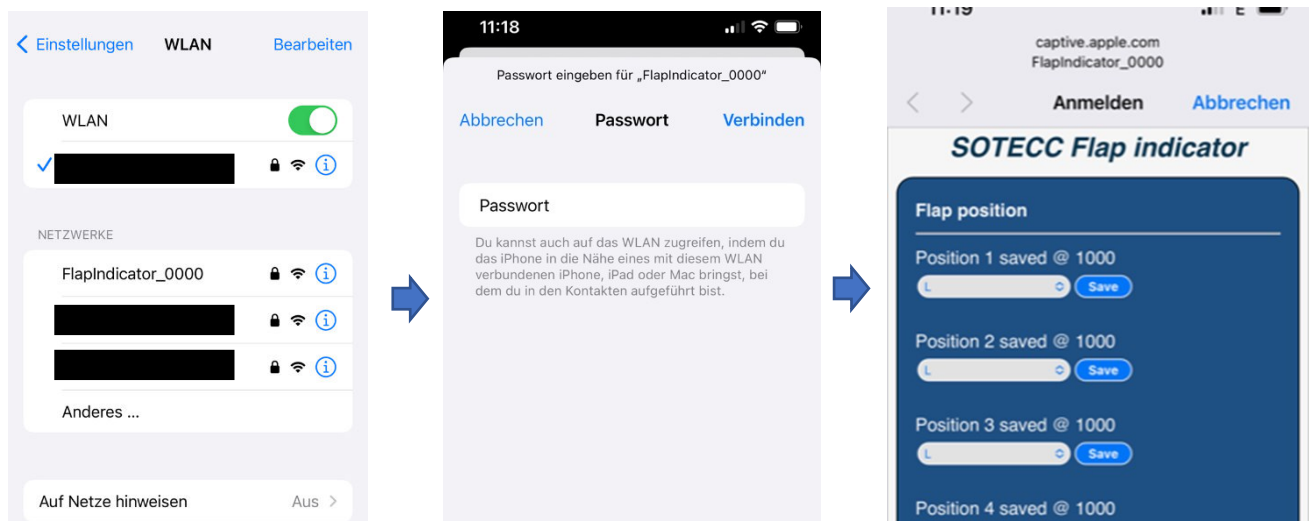 Einstellungen WLAN Bearbeiten
WLAN
NETZWERKE
FlapIndicator_0000
Anderes ...
Auf Netze hinweisen Aus
11:18
Passwort eingeben für „FlapIndicator_0000“
Abbrechen Passwort Verbinden
Passwort
Du kannst auch auf das WLAN zugreifen, indem du
das iPhone in die Nähe eines mit diesem WLAN
verbundenen iPhone, iPad oder Mac bringst, bei
dem du in den Kontakten aufgeführt bist.
11:19 E
captive.apple.com
FlapIndicator_0000
Anmelden Abbrechen
SOTECC Flap indicator
Flap position
Position 1 saved @ 1000
L Save
Position 2 saved @ 1000
L Save
Position 3 saved @ 1000
L Save
Position 4 saved @ 1000